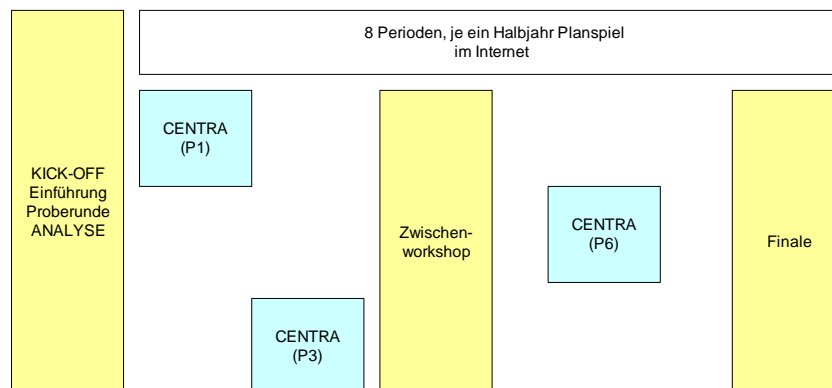 8 Perioden, je ein Halbjahr Planspiel
im Internet
KICK-OFF
Einführung
Proberunde
ANALYSE
CENTRA
(P1)
CENTRA
(P3)
Zwischen-
workshop
CENTRA
(P6)
Finale